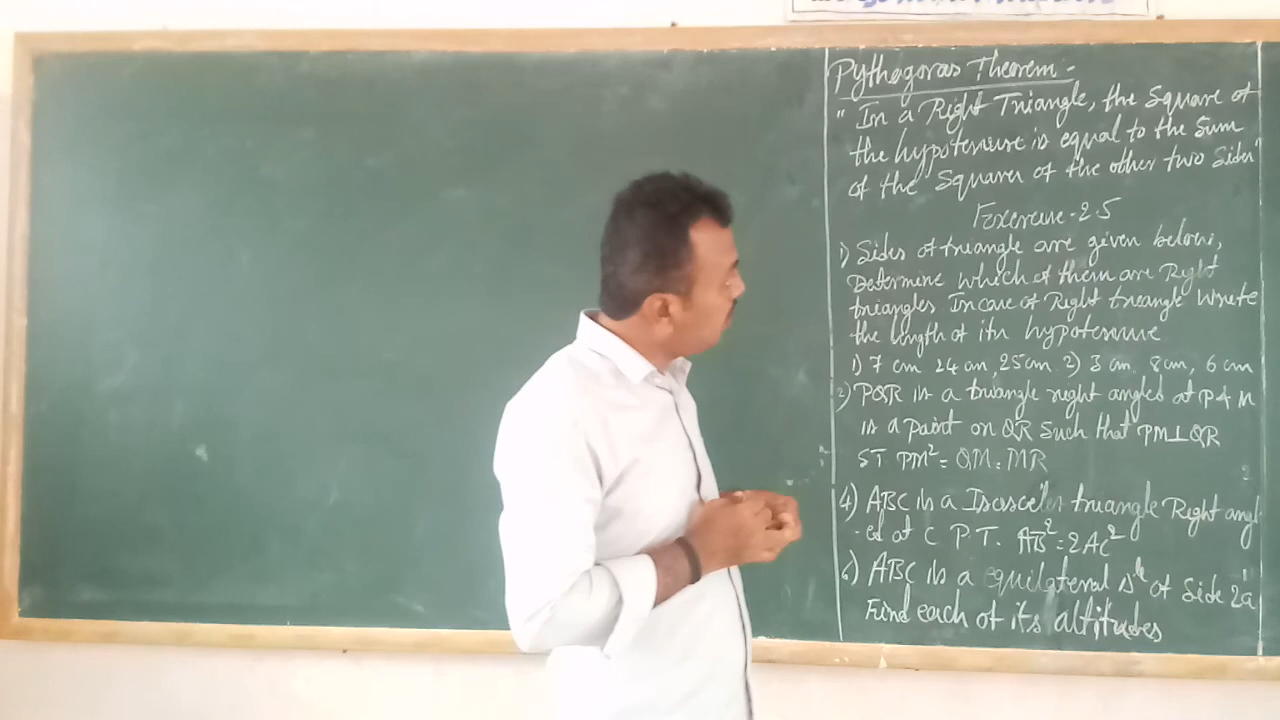 Pythagoras Theorem:-
"In a Right Triangle, the Square of
the hypotenuse is equal to the Sum
of the Squares of the other two Sides"
Exercise-2.5
1) Sides of triangle are given below,
Determine which of them are Right
triangles In case of Right triangle write
the length of its hypotenuse
1) 7 cm 24 cm, 25cm 2) 3 cm 8cm, 6 cm
2) PQR is a triangle right angled at P & M
is a point on QR Such that PM⊥QR
ST PM² = QM. MR
4) ABC is a Isosceles triangle Right angl
ed at C P.T. AB² = 2AC²
6) ABC is a equilateral of Side 2a
Find each of its altitudes